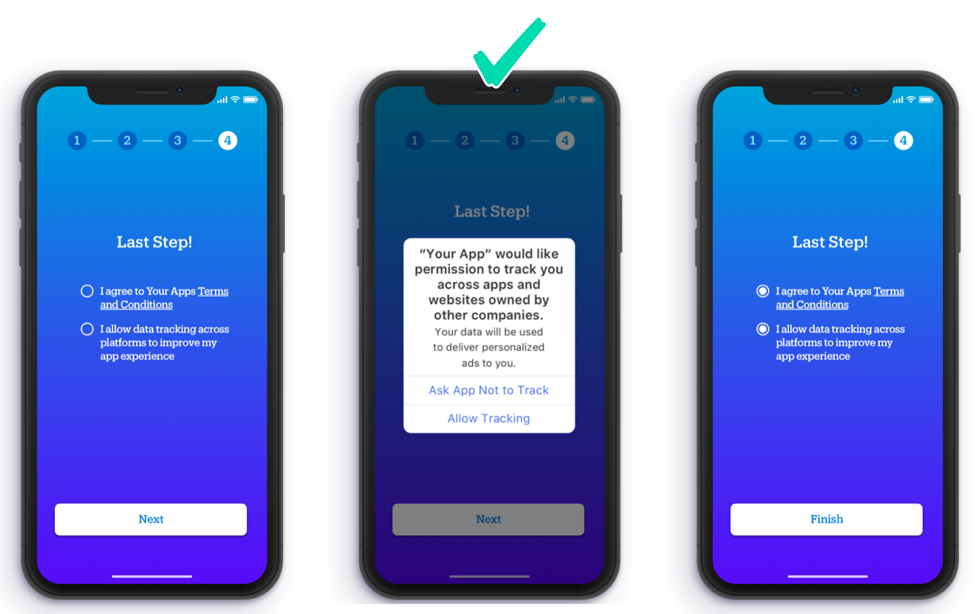 1 2 3 4
Last Step!
I agree to Your Apps Terms
and Conditions
I allow data tracking across
platforms to improve my
app experience
Next
1 2 3 4
Last Step!
“Your App” would like
permission to track you
across apps and
websites owned by
other companies.
Your data will be used
to deliver personalized
ads to you.
Ask App Not to Track
Allow Tracking
Next
1 2 3 4
Last Step!
I agree to Your Apps Terms
and Conditions
I allow data tracking across
platforms to improve my
app experience
Finish